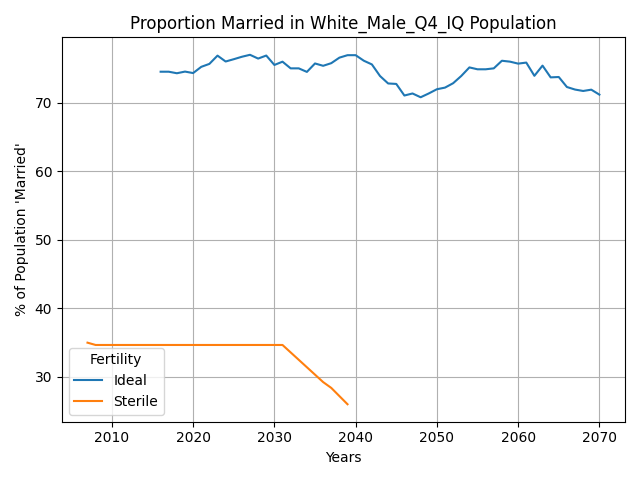 Proportion Married in White_Male_Q4_IQ Population
% of Population 'Married'
70
60
50
40
30
Fertility
Ideal
Sterile
2010 2020 2030 2040 2050 2060 2070
Years